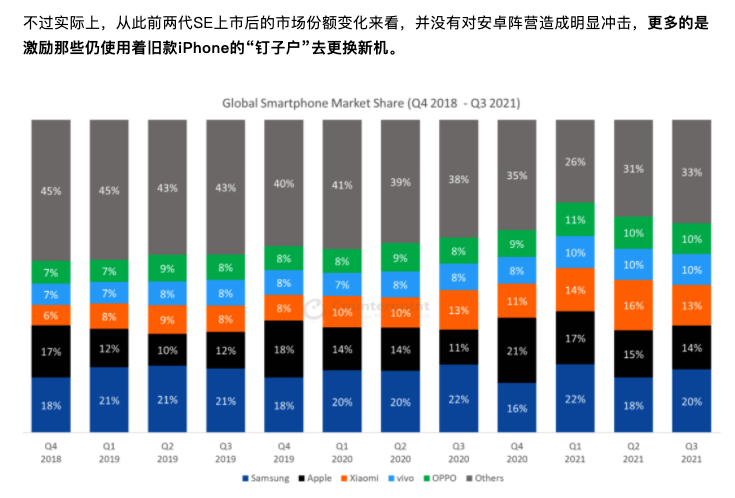 不过实际上，从此前两代SE上市后的市场份额变化来看，并没有对安卓阵营造成明显冲击，更多的是
激励那些仍使用着旧款iPhone的“钉子户”去更换新机。
Global Smartphone Market Share (Q4 2018 - Q3 2021)
45% 45% 43% 43% 40% 41% 39% 38% 35% 26% 31% 33%
7% 7% 9% 8% 8% 8% 9% 8% 9% 11% 10% 10%
7% 7% 8% 8% 8% 7% 8% 8% 8% 10% 10% 10%
6% 8% 9% 8% 8% 10% 10% 13% 11% 14% 16% 13%
17% 12% 10% 12% 18% 14% 14% 11% 21% 17% 15% 14%
18% 21% 21% 21% 18% 20% 20% 22% 16% 22% 18% 20%
Q4 Q1 Q2 Q3 Q4 Q1 Q2 Q3 Q4 Q1 Q2 Q3
2018 2019 2019 2019 2019 2020 2020 2020 2020 2021 2021 2021
Samsung Apple Xiaomi vivo OPPO Others